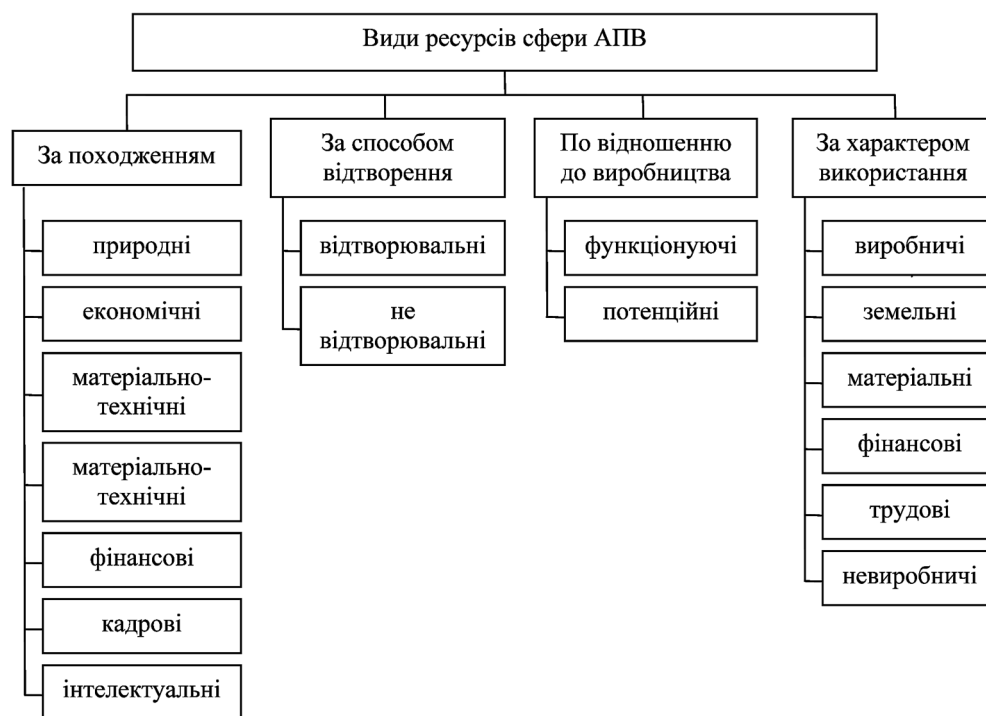 Види ресурсів сфери АПВ
За походженням
природні
економічні
матеріально-
технічні
матеріально-
технічні
фінансові
кадрові
інтелектуальні
За способом
відтворення
відтворювальні
не
відтворювальні
По відношенню
до виробництва
функціонуючі
потенційні
За характером
використання
виробничі
земельні
матеріальні
фінансові
трудові
невиробничі